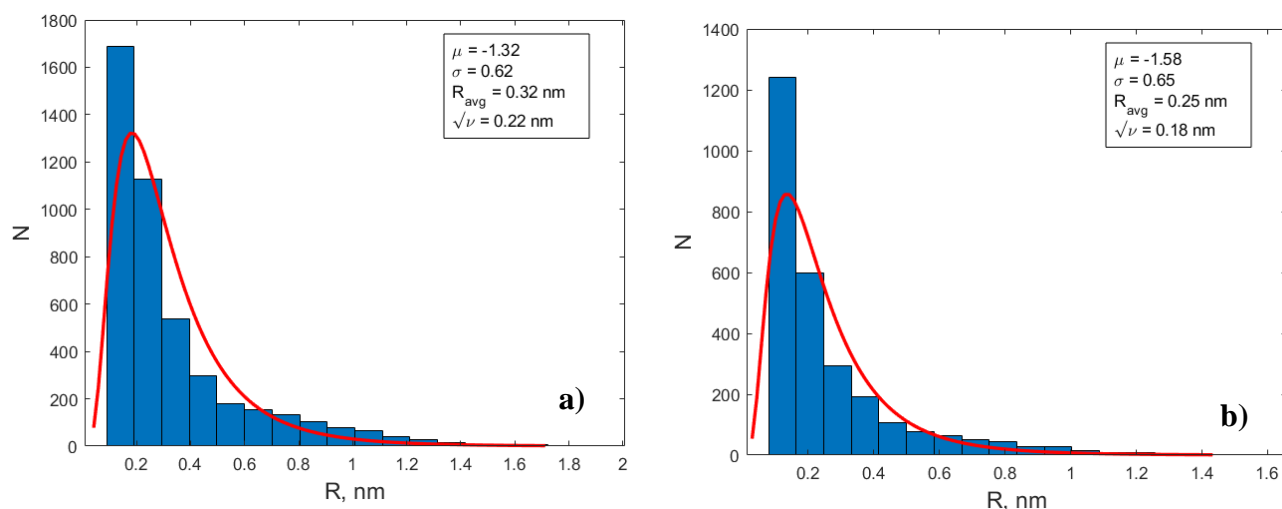 1800
1600
1400
1200
1000
800
600
400
200
0
N
0.2 0.4 0.6 0.8 1 1.2 1.4 1.6 1.8 2
R, nm
μ = -1.32
σ = 0.62
R_avg = 0.32 nm
√ν = 0.22 nm
a)
1400
1200
1000
800
600
400
200
0
N
0.2 0.4 0.6 0.8 1 1.2 1.4 1.6
R, nm
μ = -1.58
σ = 0.65
R_avg = 0.25 nm
√ν = 0.18 nm
b)